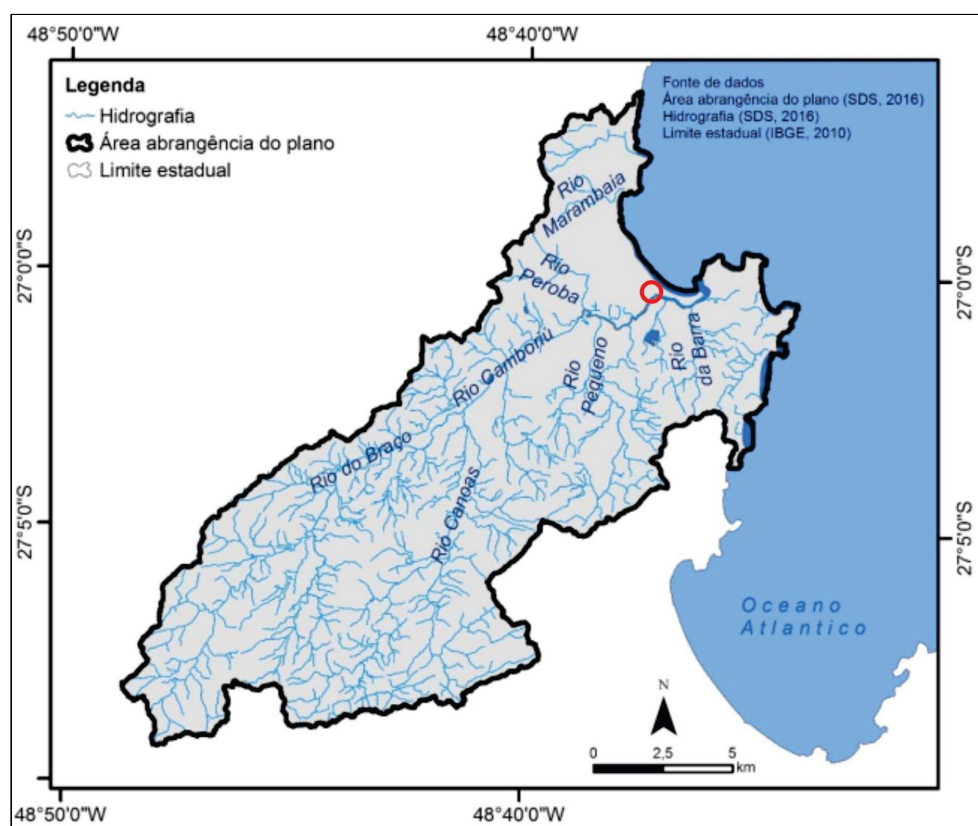 48°50'0"W
48°40'0"W
Legenda
Hidrografia
Área abrangência do plano
Limite estadual
Fonte de dados
Área abrangência do plano (SDS, 2016)
Hidrografia (SDS, 2016)
Limite estadual (IBGE, 2010)
Rio
Marambaia
27°0'0"S
27°0'0"S
Rio
Peroba
Rio Camboriú
Rio
Pequeno
Rio
da Barra
Rio do Braço
Rio Canoas
27°5'0"S
27°5'0"S
Oceano
Atlantico
N
0
2,5
5
km
48°50'0"W
48°40'0"W